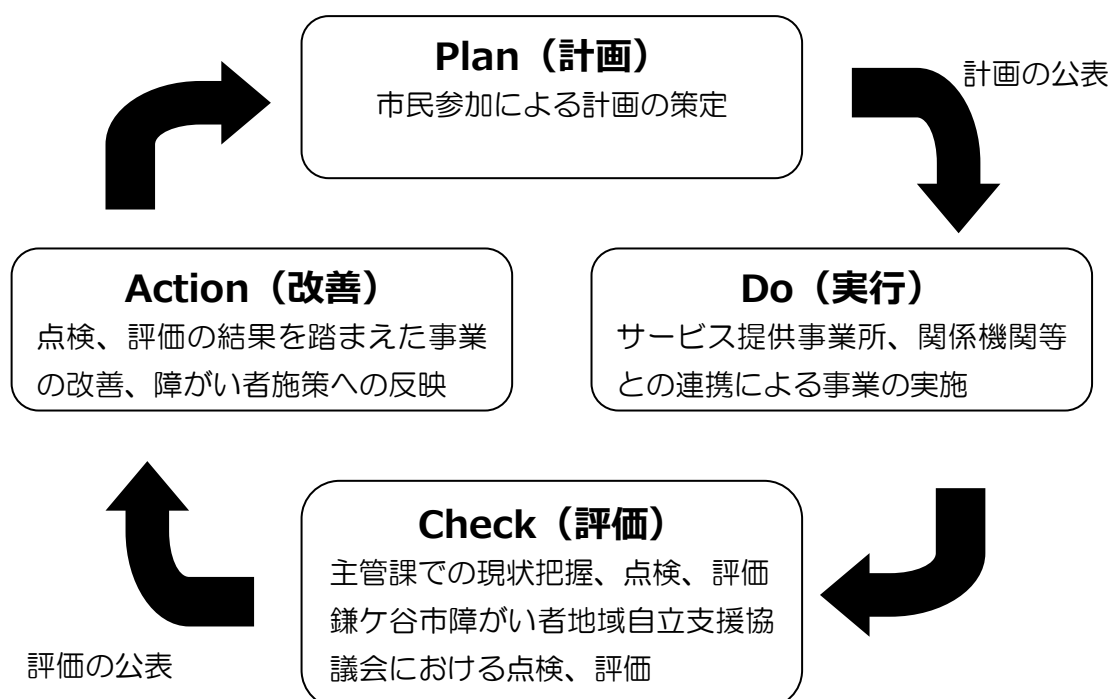 Plan（計画）
市民参加による計画の策定
計画の公表
Do（実行）
サービス提供事業所、関係機関等
との連携による事業の実施
Check（評価）
主管課での現状把握、点検、評価
鎌ケ谷市障がい者地域自立支援協
議会における点検、評価
評価の公表
Action（改善）
点検、評価の結果を踏まえた事業
の改善、障がい者施策への反映